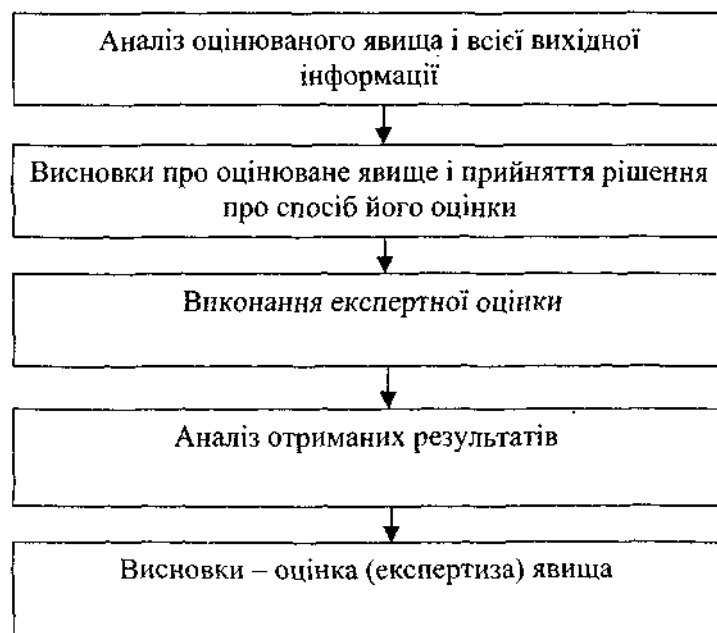 Аналіз оцінюваного явища і всієї вихідної
інформації
Висновки про оцінюване явище і прийняття рішення
про спосіб його оцінки
Виконання експертної оцінки
Аналіз отриманих результатів
Висновки – оцінка (експертиза) явища